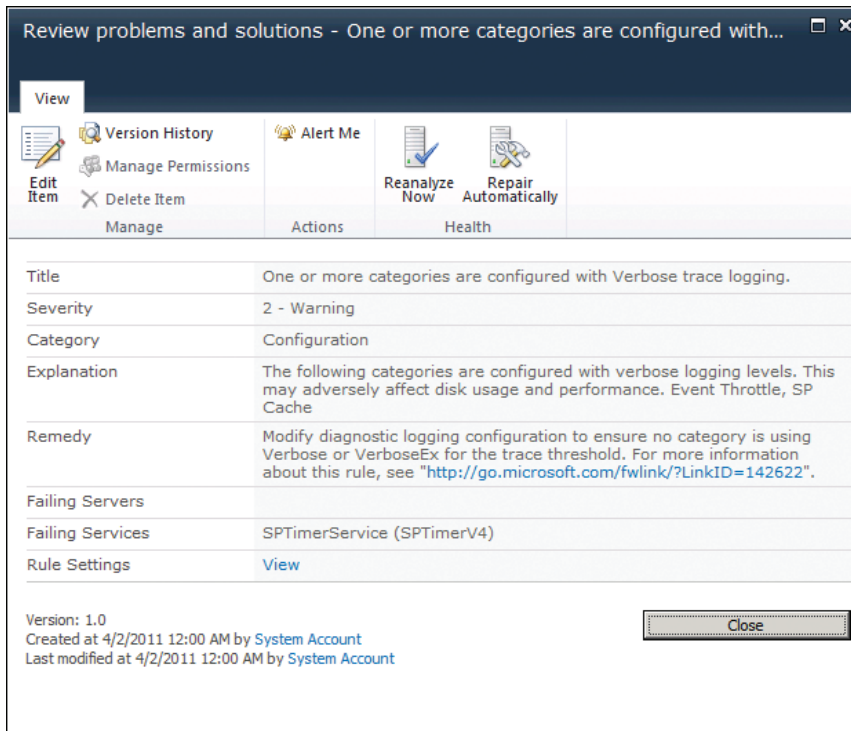 Review problems and solutions - One or more categories are configured with...
View
Edit Item
Version History
Manage Permissions
Delete Item
Manage
Alert Me
Actions
Reanalyze Now
Repair Automatically
Health
Title One or more categories are configured with Verbose trace logging.
Severity 2 - Warning
Category Configuration
Explanation The following categories are configured with verbose logging levels. This
may adversely affect disk usage and performance. Event Throttle, SP
Cache
Remedy Modify diagnostic logging configuration to ensure no category is using
Verbose or VerboseEx for the trace threshold. For more information
about this rule, see "http://go.microsoft.com/fwlink/?LinkID=142622".
Failing Servers
Failing Services SPTimerService (SPTimerV4)
Rule Settings View
Version: 1.0
Created at 4/2/2011 12:00 AM by System Account
Last modified at 4/2/2011 12:00 AM by System Account
Close